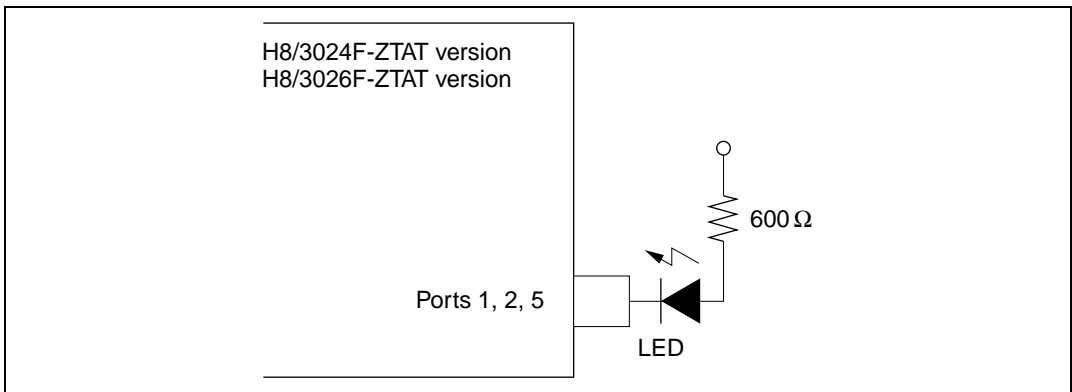 H8/3024F-ZTAT version
H8/3026F-ZTAT version
600 Ω
Ports 1, 2, 5
LED